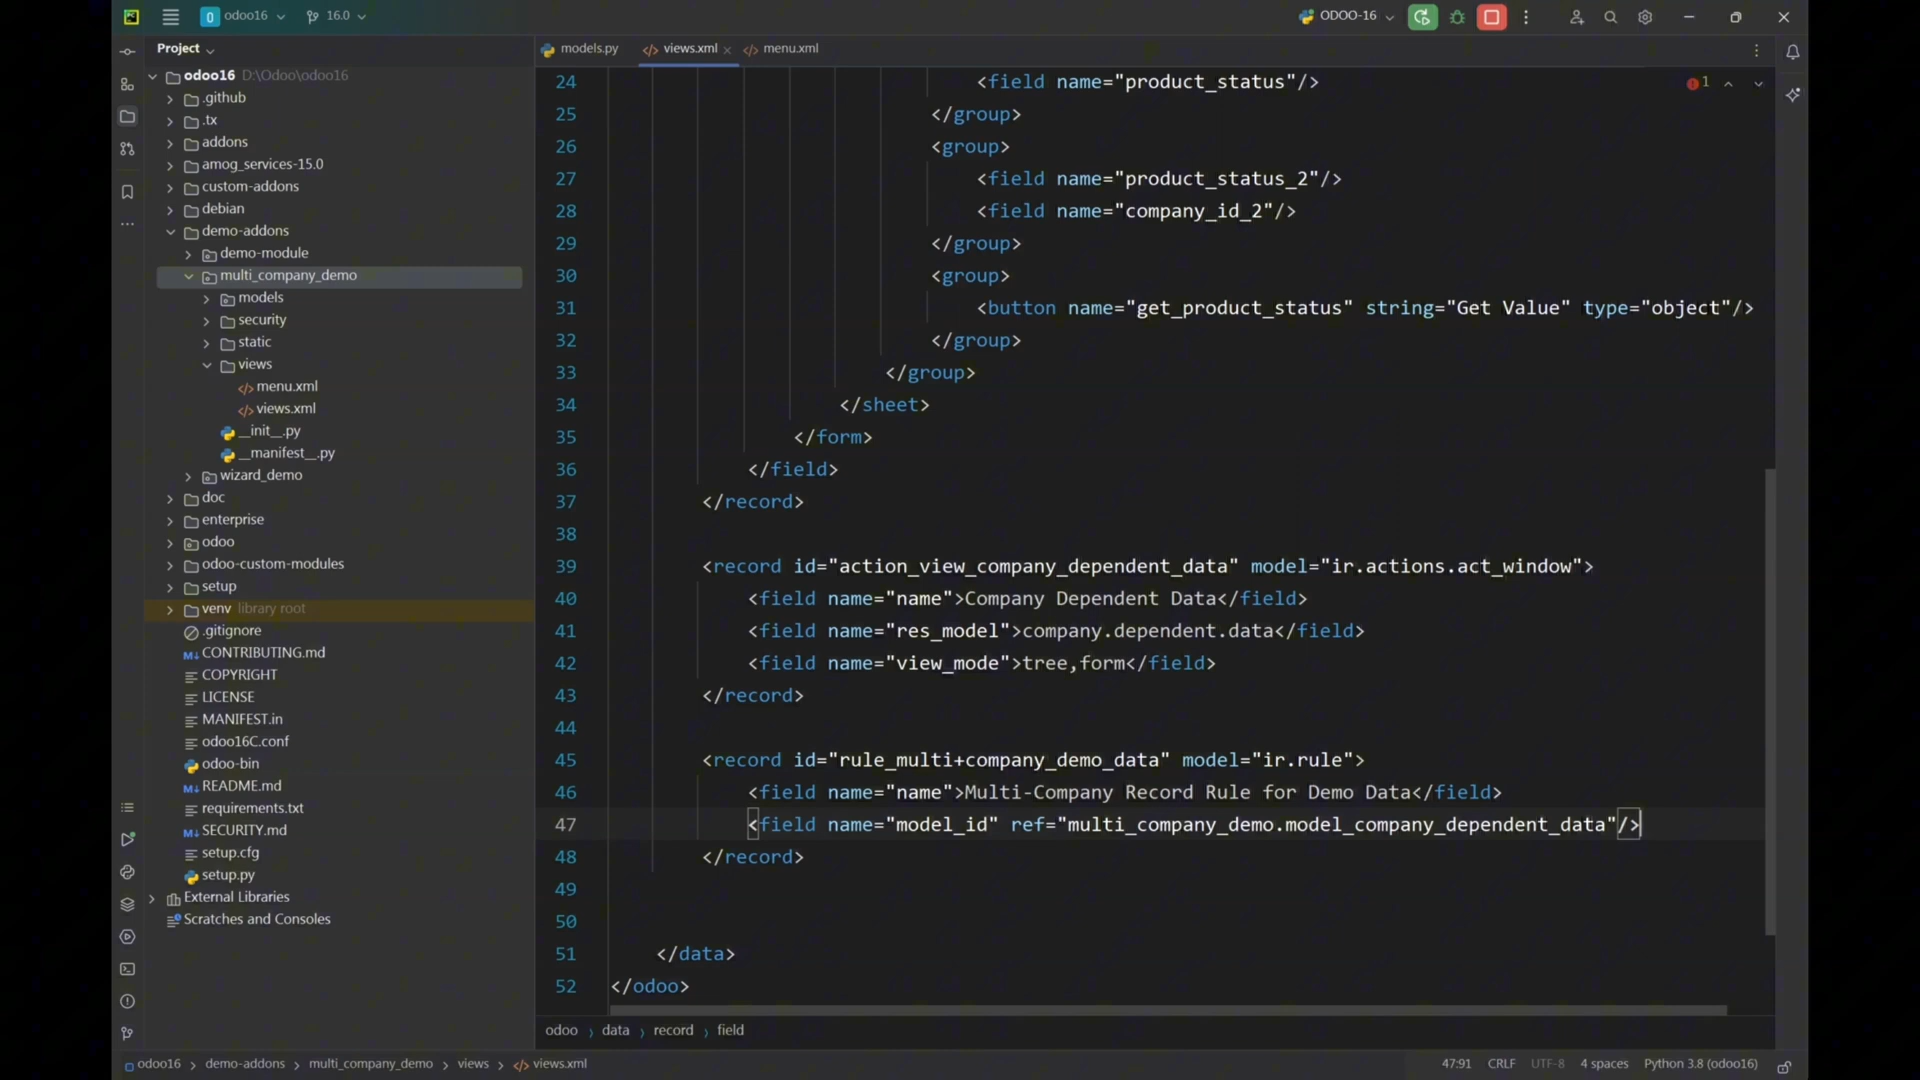 odoo16
16.0
ODOO-16
Project
models.py
views.xml
menu.xml
odoo16 D:\Odoo\odoo16
.github
.tx
addons
amog_services-15.0
custom-addons
debian
demo-addons
demo-module
multi_company_demo
models
security
static
views
menu.xml
views.xml
__init__.py
__manifest__.py
wizard_demo
doc
enterprise
odoo
odoo-custom-modules
setup
venv library root
.gitignore
CONTRIBUTING.md
COPYRIGHT
LICENSE
MANIFEST.in
odoo16C.conf
odoo-bin
README.md
requirements.txt
SECURITY.md
setup.cfg
setup.py
External Libraries
Scratches and Consoles
1
24 <field name="product_status"/>
25 </group>
26 <group>
27 <field name="product_status_2"/>
28 <field name="company_id_2"/>
29 </group>
30 <group>
31 <button name="get_product_status" string="Get Value" type="object"/>
32 </group>
33 </group>
34 </sheet>
35 </form>
36 </field>
37 </record>
38
39 <record id="action_view_company_dependent_data" model="ir.actions.act_window">
40 <field name="name">Company Dependent Data</field>
41 <field name="res_model">company.dependent.data</field>
42 <field name="view_mode">tree,form</field>
43 </record>
44
45 <record id="rule_multi+company_demo_data" model="ir.rule">
46 <field name="name">Multi-Company Record Rule for Demo Data</field>
47 <field name="model_id" ref="multi_company_demo.model_company_dependent_data"/>
48 </record>
49
50
51 </data>
52 </odoo>
odoo › data › record › field
odoo16 › demo-addons › multi_company_demo › views › views.xml
47:91 CRLF UTF-8 4 spaces Python 3.8 (odoo16)